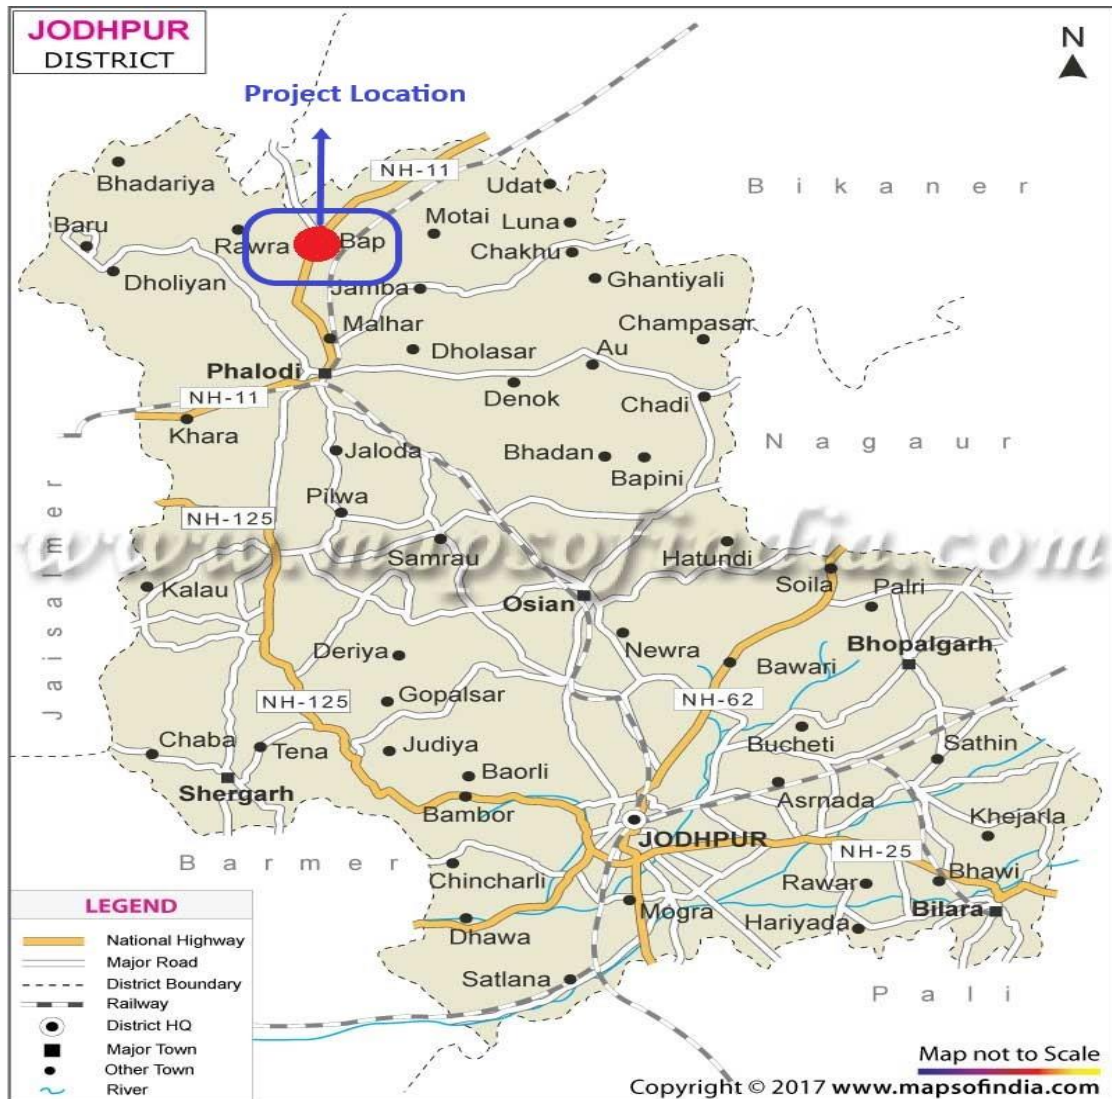 JODHPUR
DISTRICT
N
Project Location
NH-11
Bikaner
Bhadariya
Udat
Baru
Rawra
Bap
Motai
Luna
Chakhu
Dholiyan
Jamba
Ghantiyali
Malhar
Champasar
Dholasar
Au
Phalodi
NH-11
Denok
Chadi
Khara
Nagaur
Jaloda
Bhadan
Bapini
Jaisalmer
Pilwa
NH-125
www.mapsofindia.com
Samrau
Hatundi
Kalau
Soila
Palri
Osian
Deriya
Newra
Bhopalgarh
Bawari
Gopalsar
NH-125
NH-62
Chaba
Tena
Judiya
Bucheti
Sathin
Baorli
Shergarh
Bambor
Asrnada
Khejarla
JODHPUR
Barmer
NH-25
Chincharli
Rawar
Bhawi
Mogra
Hariyada
Bilara
Dhawa
Satlana
Pali
LEGEND
National Highway
Major Road
District Boundary
Railway
District HQ
Major Town
Other Town
River
Map not to Scale
Copyright © 2017 www.mapsofindia.com